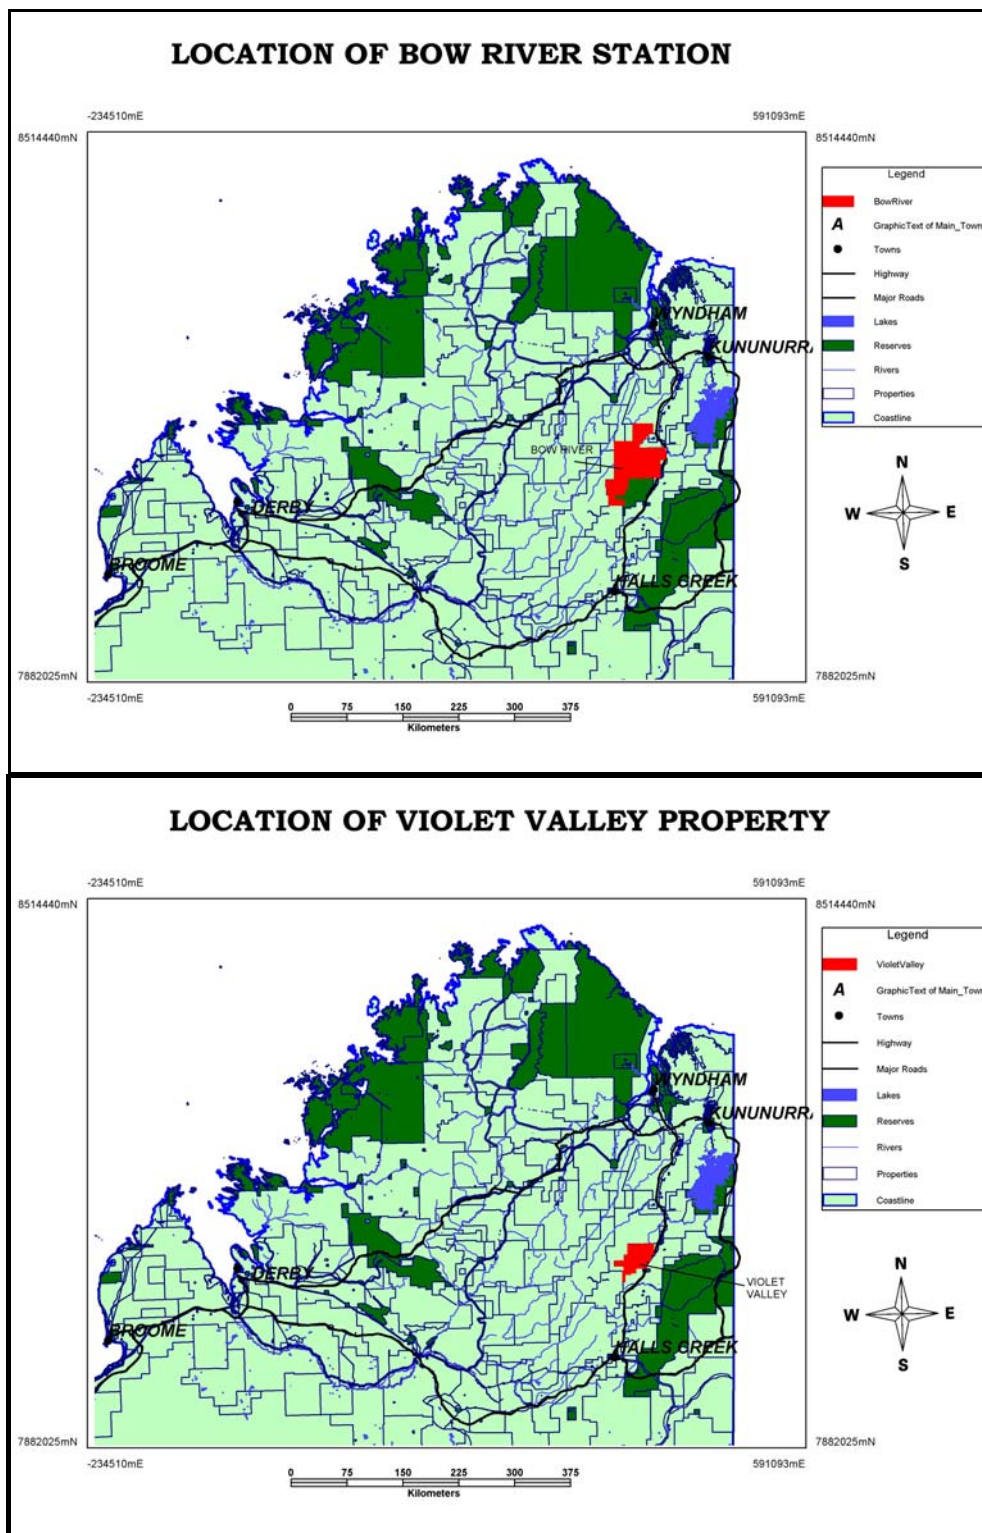 LOCATION OF BOW RIVER STATION
-234510mE
591093mE
8514440mN
8514440mN
Legend
BowRiver
A
GraphicText of Main_Town
Towns
Highway
Major Roads
Lakes
Reserves
Rivers
Properties
Coastline
WYNDHAM
KUNUNURRA
BOW RIVER
DERBY
BROOME
HALLS CREEK
N
W
E
S
7882025mN
7882025mN
-234510mE
591093mE
0 75 150 225 300 375
Kilometers
LOCATION OF VIOLET VALLEY PROPERTY
-234510mE
591093mE
8514440mN
8514440mN
Legend
VioletValley
A
GraphicText of Main_Town
Towns
Highway
Major Roads
Lakes
Reserves
Rivers
Properties
Coastline
WYNDHAM
KUNUNURRA
DERBY
VIOLET
VALLEY
BROOME
HALLS CREEK
N
W
E
S
7882025mN
7882025mN
-234510mE
591093mE
0 75 150 225 300 375
Kilometers